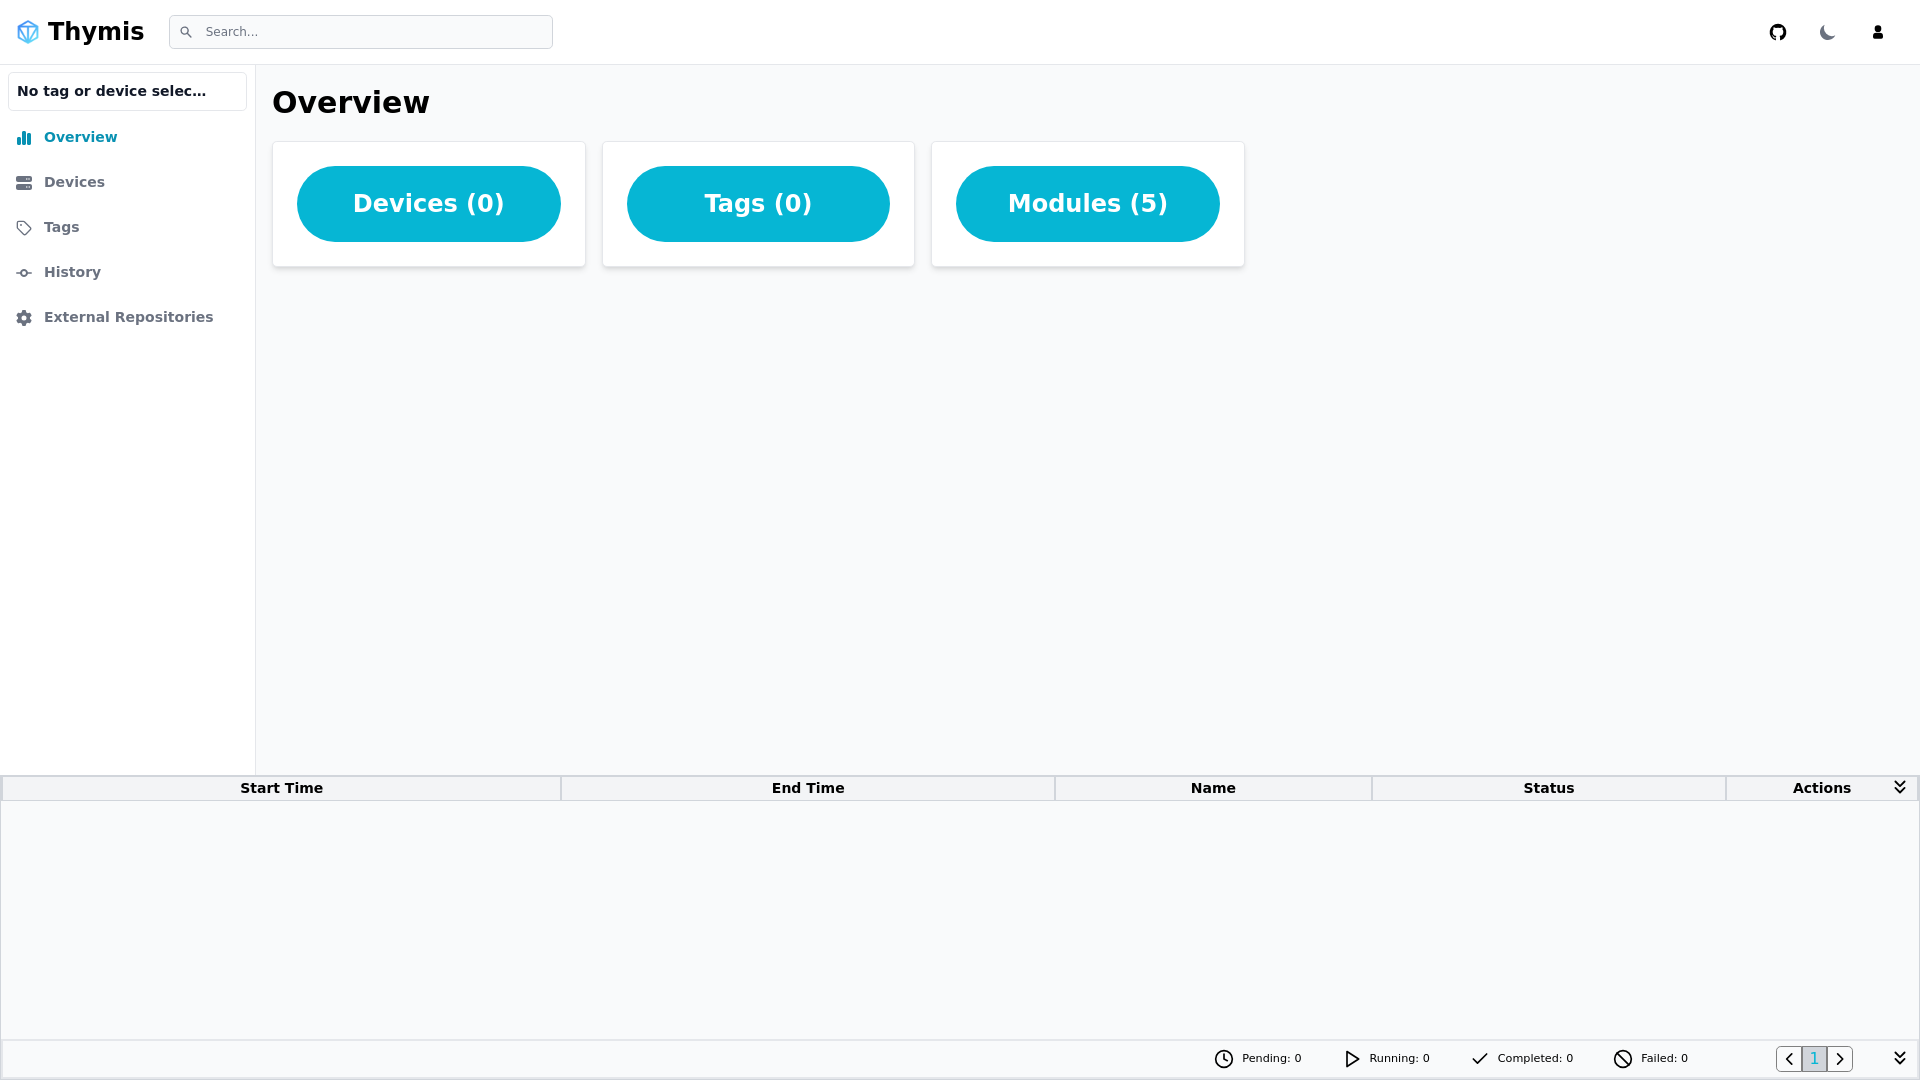 Thymis
Search...
No tag or device selec...
Overview
Devices
Tags
History
External Repositories
Overview
Devices (0)
Tags (0)
Modules (5)
Start Time
End Time
Name
Status
Actions
Pending: 0
Running: 0
Completed: 0
Failed: 0
1